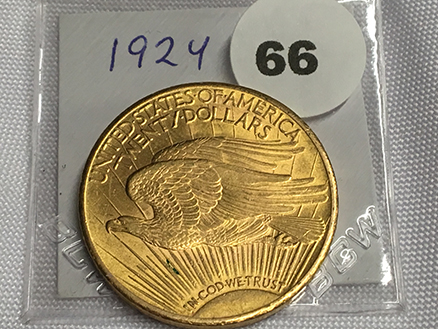 1924
66
UNITED STATES OF AMERICA
TWENTY DOLLARS
IN·GOD·WE·TRUST·